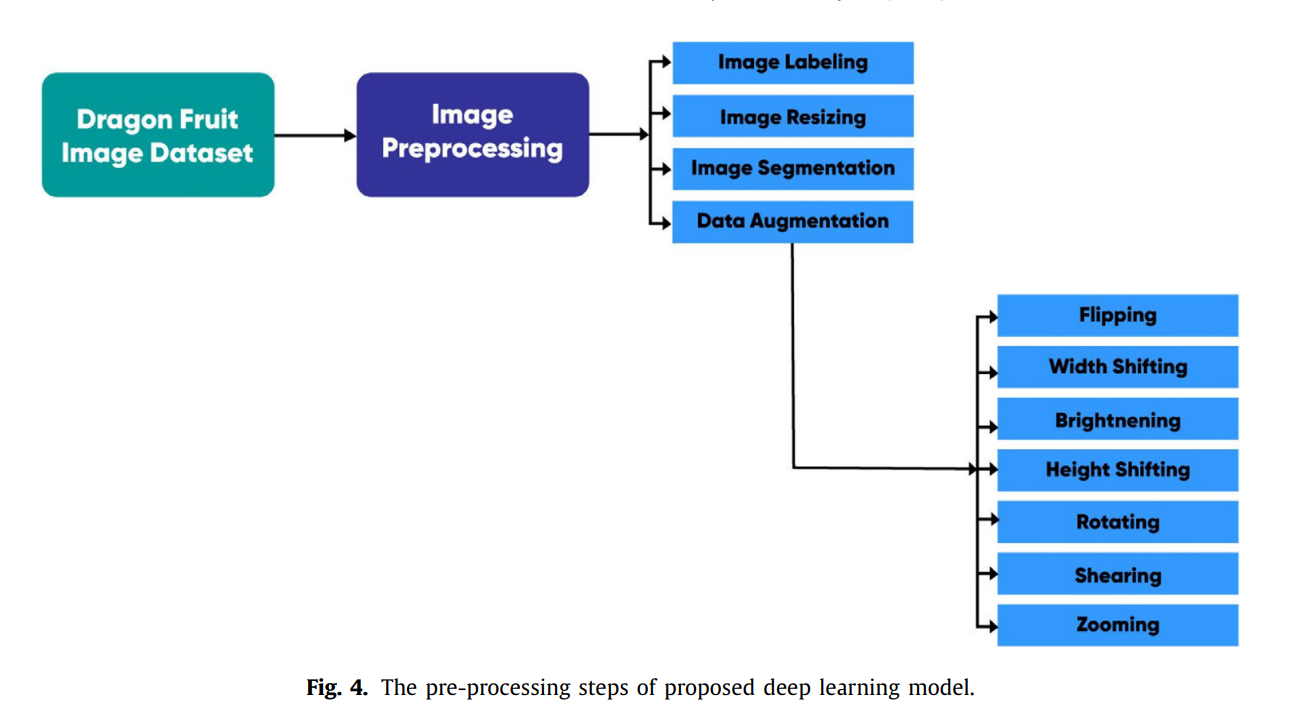 Dragon Fruit
Image Dataset
Image
Preprocessing
Image Labeling
Image Resizing
Image Segmentation
Data Augmentation
Flipping
Width Shifting
Brightnening
Height Shifting
Rotating
Shearing
Zooming
Fig. 4. The pre-processing steps of proposed deep learning model.